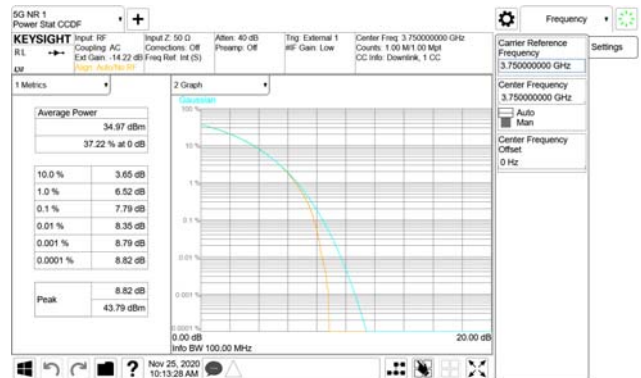 5G NR 1
Power Stat CCDF
Frequency
KEYSIGHT
RL
Input: RF
Coupling: AC
Ext Gain: -14.22 dB
Align: Auto/No RF
Input Z: 50 Ω
Corrections: Off
Freq Ref: Int (S)
Atten: 40 dB
Preamp: Off
Trig: External 1
#IF Gain: Low
Center Freq: 3.750000000 GHz
Counts: 1.00 M/1.00 Mpt
CC Info: Downlink, 1 CC
Carrier Reference
Frequency
3.750000000 GHz
Settings
Center Frequency
3.750000000 GHz
Auto
Man
Center Frequency
Offset
0 Hz
1 Metrics
Average Power
34.97 dBm
37.22 % at 0 dB
10.0 % 3.65 dB
1.0 % 6.52 dB
0.1 % 7.79 dB
0.01 % 8.35 dB
0.001 % 8.79 dB
0.0001 % 8.82 dB
Peak
8.82 dB
43.79 dBm
2 Graph
Gaussian
100 %
10 %
1 %
0.1 %
0.01 %
0.001 %
0.0001 %
0.00 dB
20.00 dB
Info BW 100.00 MHz
?
Nov 25, 2020
10:13:28 AM